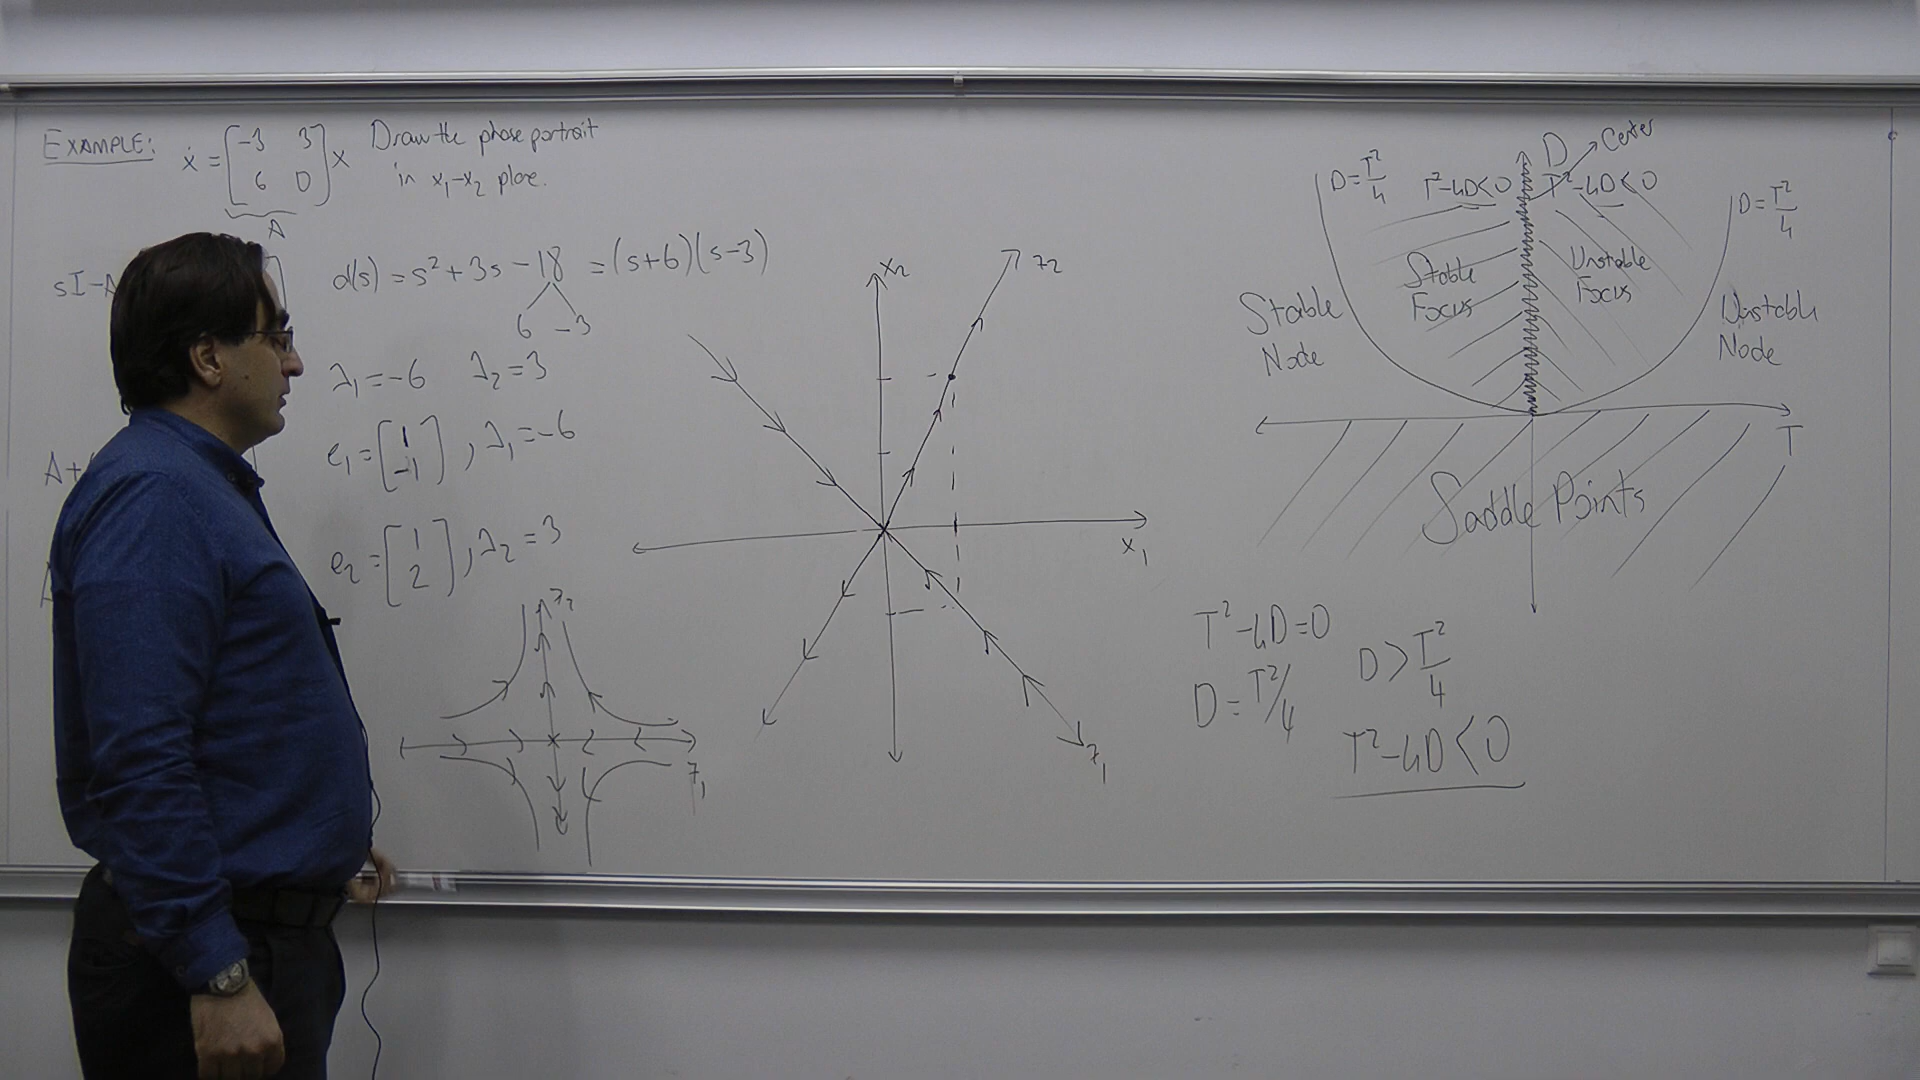 EXAMPLE: ẋ = [-3 3; 6 0] x Draw the phase portrait
in x₁-x₂ plane.
A
sI-A
d(s) = s² + 3s - 18 = (s+6)(s-3)
6 -3
λ₁ = -6 λ₂ = 3
A+
e₁ = [1; -1], λ₁ = -6
e₂ = [1; 2], λ₂ = 3
z₂
z₁
x₂
z₂
x₁
z₁
D
Center
D = T²/4
T²-4D<0
T²-4D<0
D = T²/4
Stable Focus
Unstable Focus
Stable Node
Unstable Node
T
Saddle Points
T²-4D=0
D = T²/4
D > T²/4
T²-4D<0